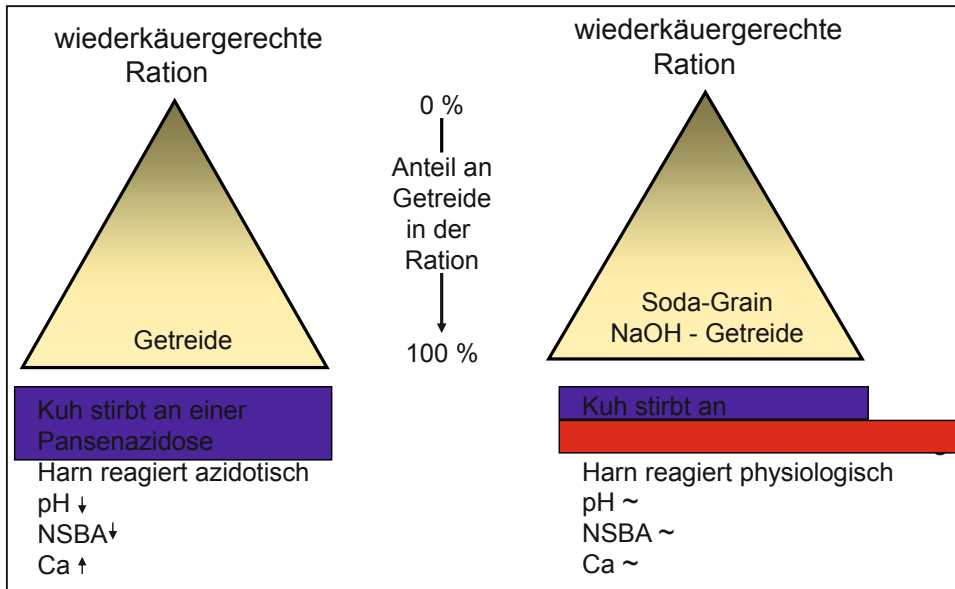 wiederkäuergerechte
Ration
Getreide
Kuh stirbt an einer
Pansenazidose
Harn reagiert azidotisch
pH ↓
NSBA ↓
Ca ↑
0 %
Anteil an
Getreide
in der
Ration
100 %
wiederkäuergerechte
Ration
Soda-Grain
NaOH - Getreide
Kuh stirbt an
Harn reagiert physiologisch
pH ~
NSBA ~
Ca ~